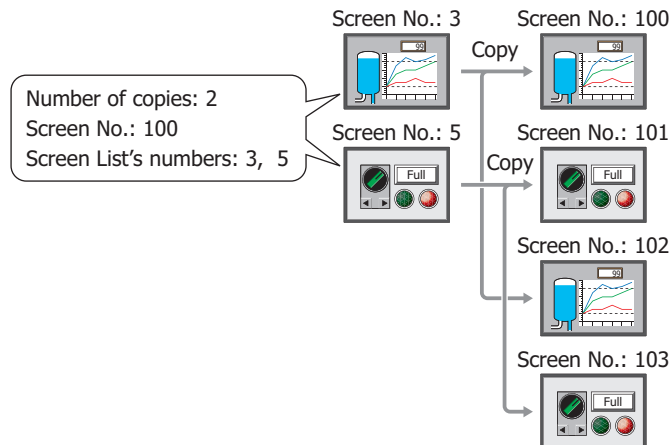 Screen No.: 3
Screen No.: 100
99
Copy
99
Number of copies: 2
Screen No.: 100
Screen List's numbers: 3, 5
Screen No.: 5
Screen No.: 101
Full
Copy
Full
Screen No.: 102
99
Screen No.: 103
Full